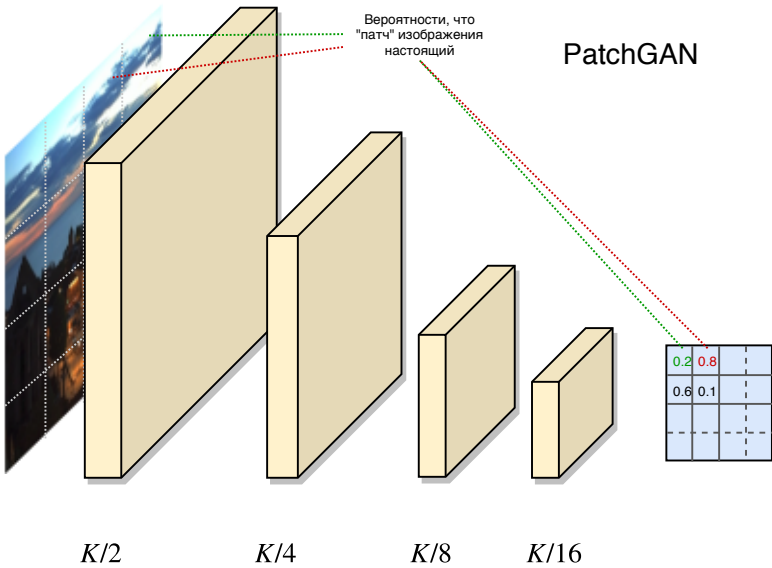 Вероятности, что
"патч" изображения
настоящий
PatchGAN
0.2 0.8
0.6 0.1
K/2 K/4 K/8 K/16